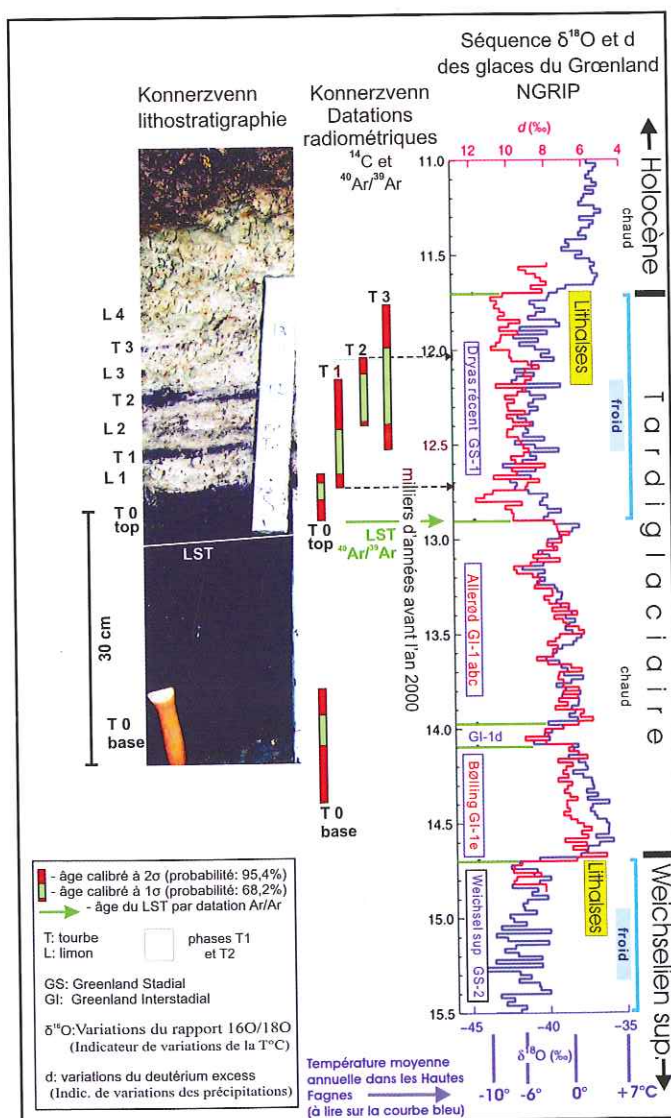 Séquence δ¹⁸O et d
des glaces du Grœnland
NGRIP
Konnerzvenn
lithostratigraphie
Konnerzvenn
Datations
radiométriques
¹⁴C et
⁴⁰Ar/³⁹Ar
d (‰)
12 10 8 6 4
11.0
11.5
12.0
12.5
13.0
13.5
14.0
14.5
15.0
15.5
milliers d'années avant l'an 2000
L 4
T 3
L 3
T 2
L 2
T 1
L 1
T 0
top
LST
30 cm
T 0
base
T 3
T 2
T 1
T 0
top
LST
⁴⁰Ar/³⁹Ar
T 0
base
Dryas récent GS-1
Allerød GI-1 abc
GI-1d
Bølling GI-1e
Weichsel sup GS-2
Lithalses
Lithalses
chaud
froid
chaud
froid
Holocène
Tardiglaciaire
Weichselien sup.
−45 −40 −35
δ¹⁸O (‰)
-10° -6° 0° +7°C
Température moyenne
annuelle dans les Hautes
Fagnes
(à lire sur la courbe bleu)
- âge calibré à 2σ (probabilité: 95,4%)
- âge calibré à 1σ (probabilité: 68,2%)
- âge du LST par datation Ar/Ar
T: tourbe
L: limon
phases T1
et T2
GS: Greenland Stadial
GI: Greenland Interstadial
δ¹⁸O:Variations du rapport 16O/18O
(Indicateur de variations de la T°C)
d: variations du deutérium excess
(Indic. de variations des précipitations)